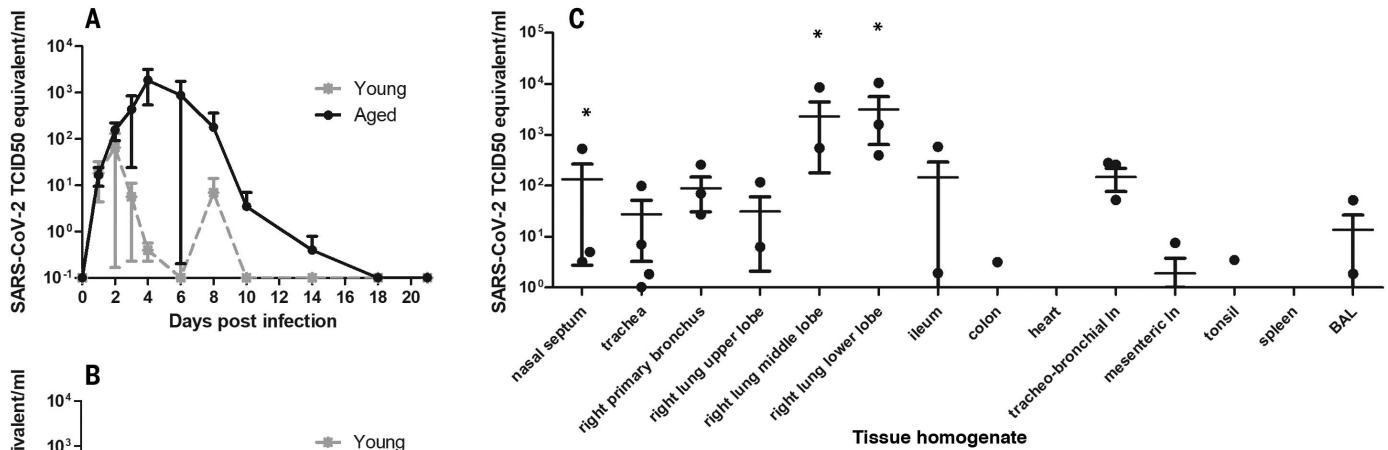 A
SARS-CoV-2 TCID50 equivalent/ml
10⁴
10³
10²
10¹
10⁰
10⁻¹
Young
Aged
0 2 4 6 8 10 12 14 16 18 20
Days post infection
B
10⁴
10³
Young
C
SARS-CoV-2 TCID50 equivalent/ml
10⁵
10⁴
10³
10²
10¹
10⁰
*
*
*
nasal septum
trachea
right primary bronchus
right lung upper lobe
right lung middle lobe
right lung lower lobe
ileum
colon
heart
tracheo-bronchial ln
mesenteric ln
tonsil
spleen
BAL
Tissue homogenate